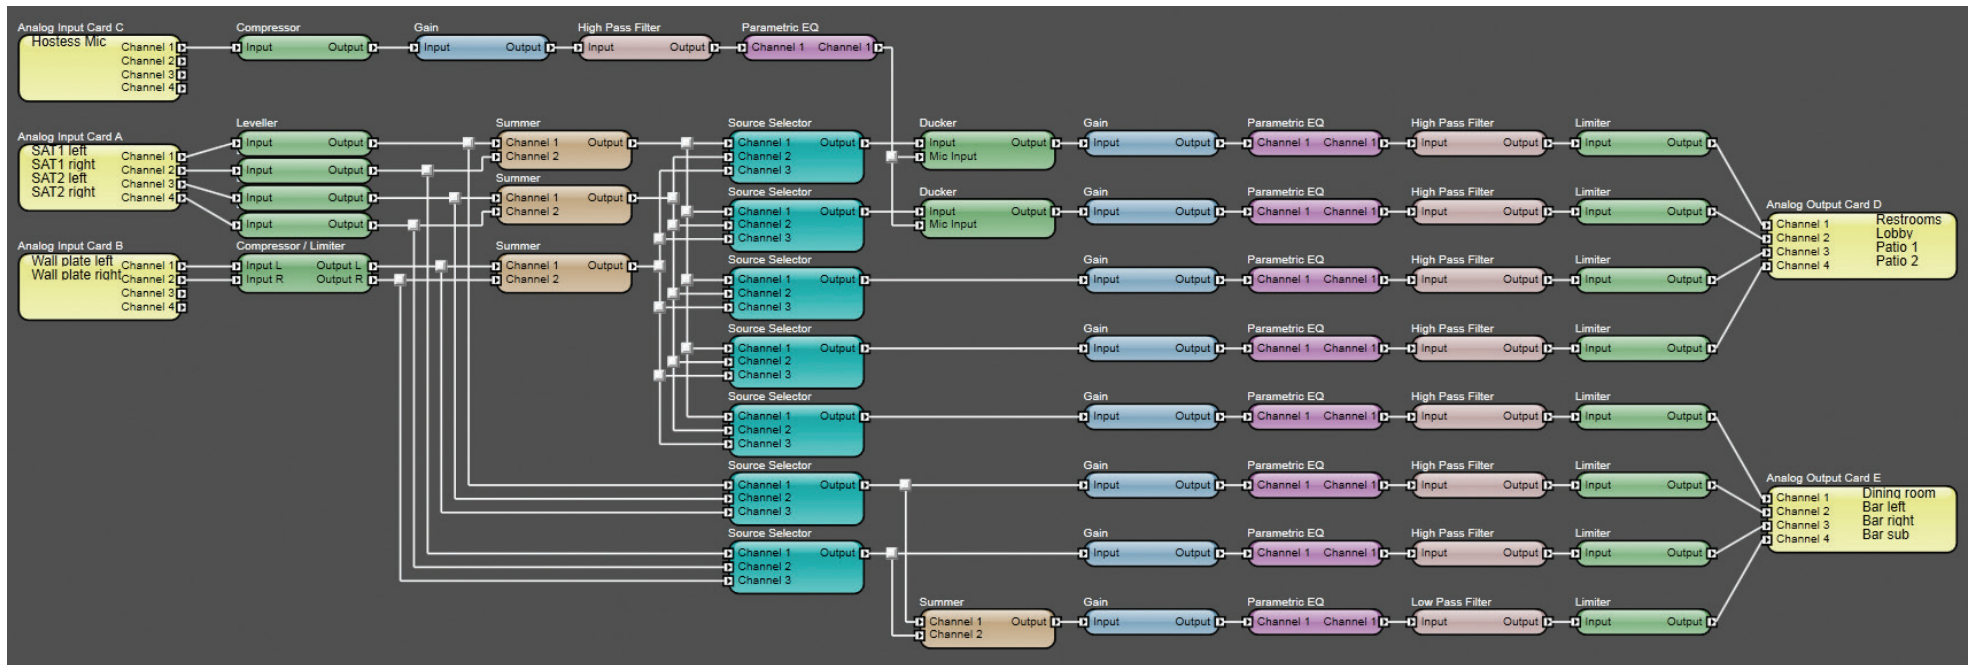 Analog Input Card C
Hostess Mic
Channel 1
Channel 2
Channel 3
Channel 4
Compressor
Input Output
Gain
Input Output
High Pass Filter
Input Output
Parametric EQ
Channel 1 Channel 1
Analog Input Card A
SAT1 left
SAT1 right
SAT2 left
SAT2 right
Channel 1
Channel 2
Channel 3
Channel 4
Leveller
Input Output
Input Output
Input Output
Input Output
Analog Input Card B
Wall plate left
Wall plate right
Channel 1
Channel 2
Channel 3
Channel 4
Compressor / Limiter
Input L Output L
Input R Output R
Summer
Channel 1 Output
Channel 2
Summer
Channel 1 Output
Channel 2
Summer
Channel 1 Output
Channel 2
Source Selector
Channel 1 Output
Channel 2
Channel 3
Ducker
Input Output
Mic Input
Gain
Input Output
Parametric EQ
Channel 1 Channel 1
High Pass Filter
Input Output
Limiter
Input Output
Source Selector
Channel 1 Output
Channel 2
Channel 3
Ducker
Input Output
Mic Input
Gain
Input Output
Parametric EQ
Channel 1 Channel 1
High Pass Filter
Input Output
Limiter
Input Output
Source Selector
Channel 1 Output
Channel 2
Channel 3
Gain
Input Output
Parametric EQ
Channel 1 Channel 1
High Pass Filter
Input Output
Limiter
Input Output
Source Selector
Channel 1 Output
Channel 2
Channel 3
Gain
Input Output
Parametric EQ
Channel 1 Channel 1
High Pass Filter
Input Output
Limiter
Input Output
Analog Output Card D
Channel 1 Restrooms
Channel 2 Lobby
Channel 3 Patio 1
Channel 4 Patio 2
Source Selector
Channel 1 Output
Channel 2
Channel 3
Gain
Input Output
Parametric EQ
Channel 1 Channel 1
High Pass Filter
Input Output
Limiter
Input Output
Source Selector
Channel 1 Output
Channel 2
Channel 3
Gain
Input Output
Parametric EQ
Channel 1 Channel 1
High Pass Filter
Input Output
Limiter
Input Output
Source Selector
Channel 1 Output
Channel 2
Channel 3
Gain
Input Output
Parametric EQ
Channel 1 Channel 1
High Pass Filter
Input Output
Limiter
Input Output
Summer
Channel 1 Output
Channel 2
Gain
Input Output
Parametric EQ
Channel 1 Channel 1
Low Pass Filter
Input Output
Limiter
Input Output
Analog Output Card E
Channel 1 Dining room
Channel 2 Bar left
Channel 3 Bar right
Channel 4 Bar sub